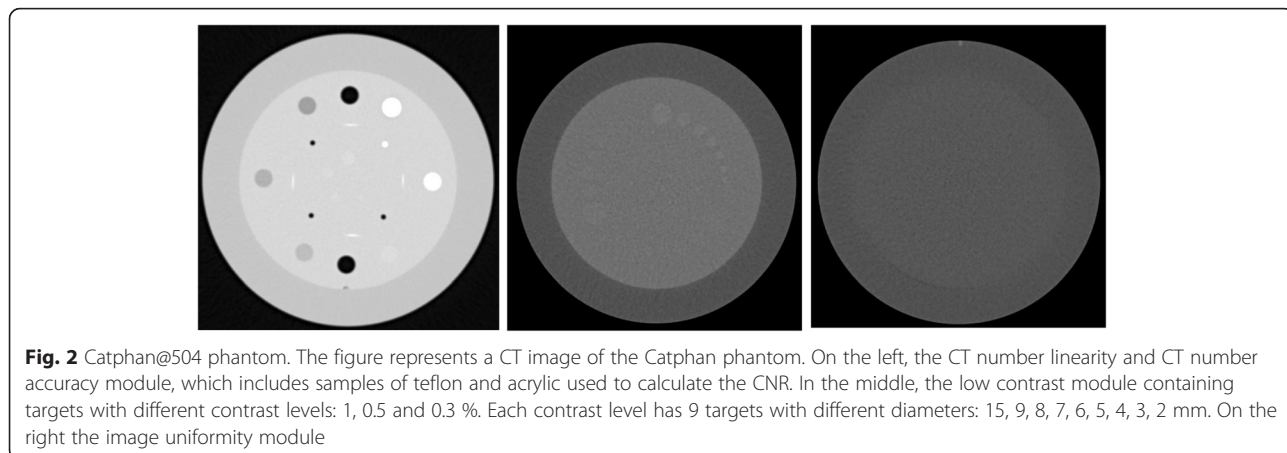 Fig. 2 Catphan@504 phantom. The figure represents a CT image of the Catphan phantom. On the left, the CT number linearity and CT number
accuracy module, which includes samples of teflon and acrylic used to calculate the CNR. In the middle, the low contrast module containing
targets with different contrast levels: 1, 0.5 and 0.3 %. Each contrast level has 9 targets with different diameters: 15, 9, 8, 7, 6, 5, 4, 3, 2 mm. On the
right the image uniformity module